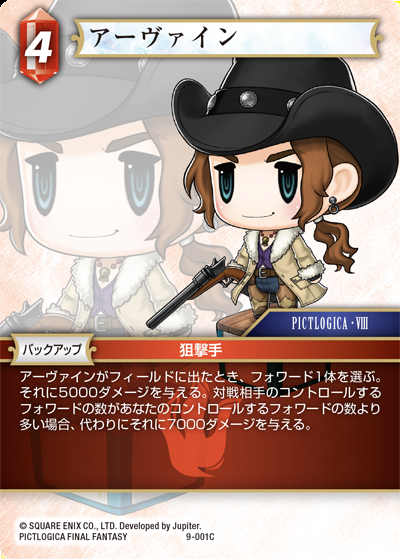 4
アーヴァイン
PICTLOGICA・VIII
バックアップ
狙撃手
アーヴァインがフィールドに出たとき、フォワード1体を選ぶ。
それに5000ダメージを与える。対戦相手のコントロールする
フォワードの数があなたのコントロールするフォワードの数より
多い場合、代わりにそれに7000ダメージを与える。
© SQUARE ENIX CO., LTD. Developed by Jupiter.
PICTLOGICA FINAL FANTASY
9-001C